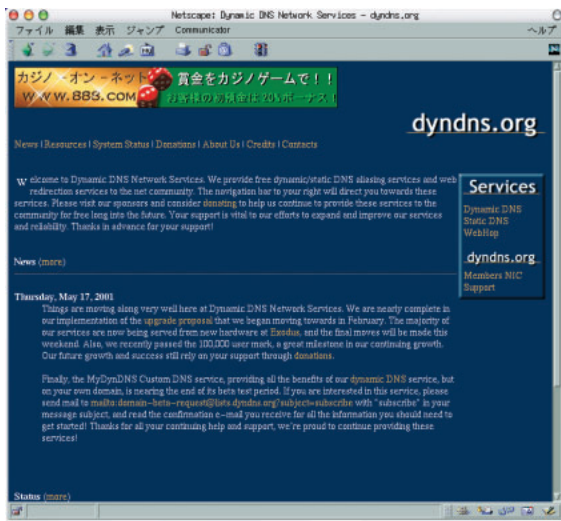 Netscape: Dynamic DNS Network Services - dyndns.org
ファイル 編集 表示 ジャンプ Communicator ヘルプ
カジノ-オン-ネット 賞金をカジノゲームで!!
WWW.888.COM お客様の初預金は20%ボーナス!
dyndns.org
News | Resources | System Status | Donations | About Us | Credits | Contacts
Welcome to Dynamic DNS Network Services. We provide free dynamic/static DNS aliasing services and web
redirection services to the net community. The navigation bar to your right will direct you towards these
services. Please visit our sponsors and consider donating to help us continue to provide these services to the
community for free long into the future. Your support is vital to our efforts to expand and improve our services
and reliability. Thanks in advance for your support!
Services
Dynamic DNS
Static DNS
WebHop
dyndns.org
Members NIC
Support
News (more)
Thursday, May 17, 2001
Things are moving along very well here at Dynamic DNS Network Services. We are nearly complete in
our implementation of the upgrade proposal that we began moving towards in February. The majority of
our services are now being served from new hardware at Exodus, and the final moves will be made this
weekend. Also, we recently passed the 100,000 user mark, a great milestone in our continuing growth.
Our future growth and success still rely on your support through donations.
Finally, the MyDynDNS Custom DNS service, providing all the benefits of our dynamic DNS service, but
on your own domain, is nearing the end of its beta test period. If you are interested in this service, please
send mail to mailto:domain-beta-request@lists.dyndns.org?subject=subscribe with "subscribe" in your
message subject, and read the confirmation e-mail you receive for all the information you should need to
get started! Thanks for all your continuing help and support, we're proud to continue providing these
services!
Status (more)